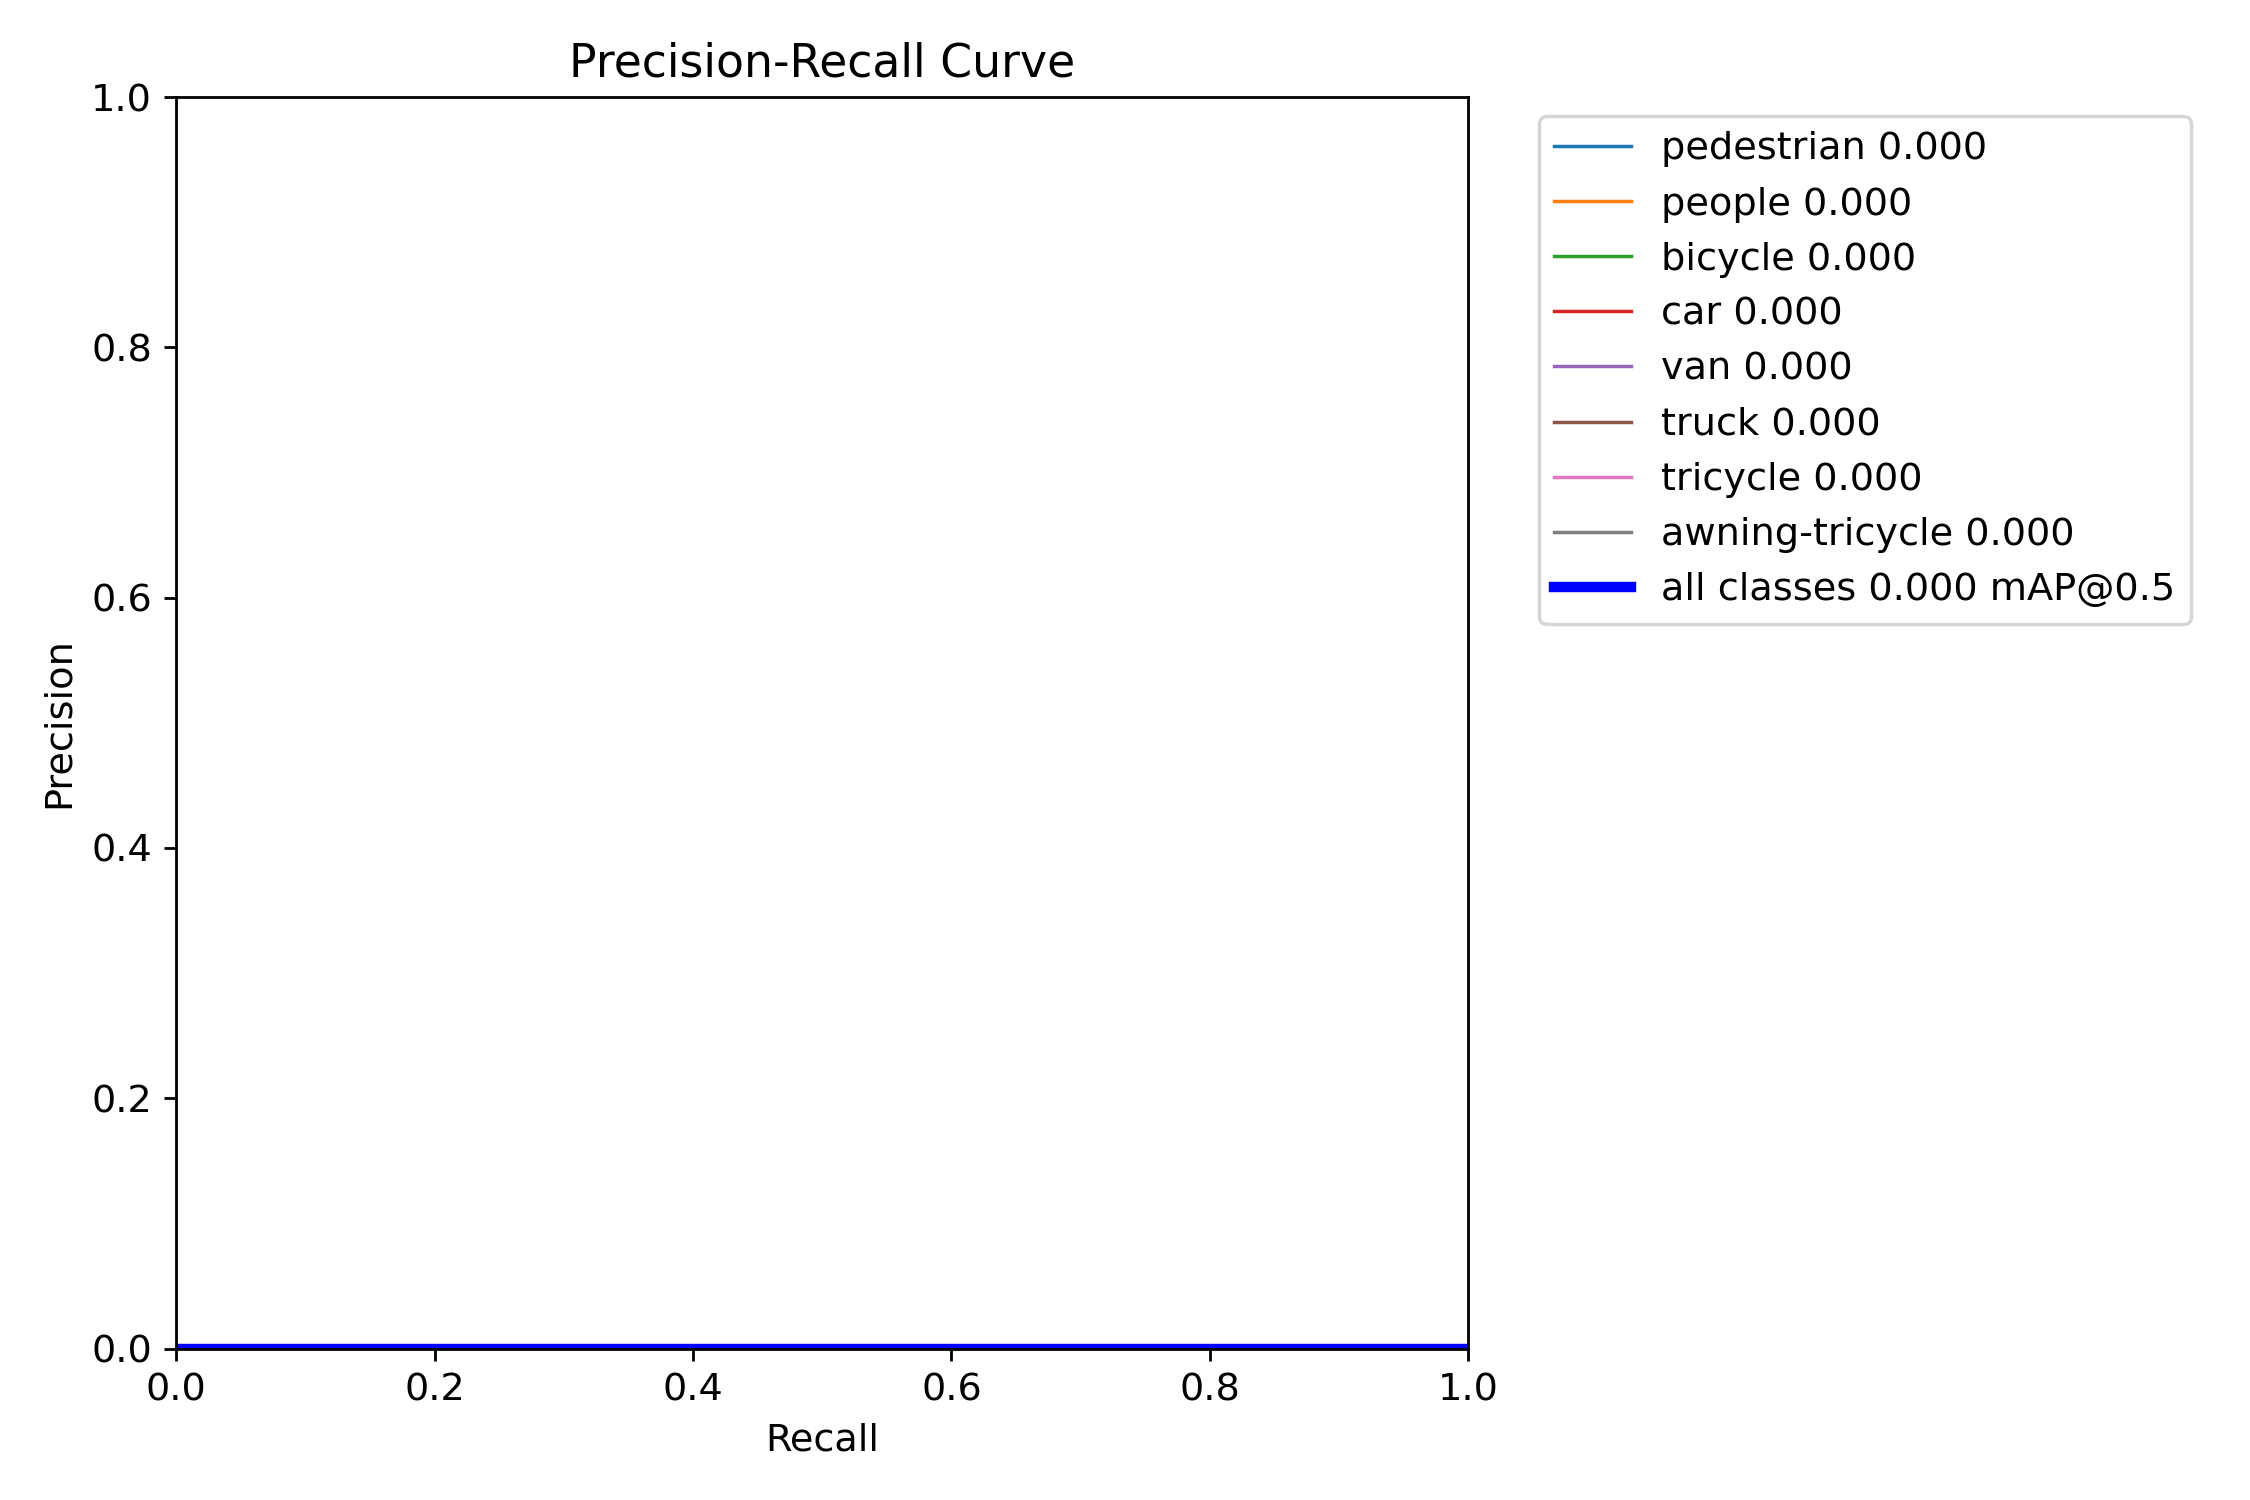 Precision-Recall Curve
1.0
0.8
0.6
0.4
0.2
0.0
Precision
0.0 0.2 0.4 0.6 0.8 1.0
Recall
pedestrian 0.000
people 0.000
bicycle 0.000
car 0.000
van 0.000
truck 0.000
tricycle 0.000
awning-tricycle 0.000
all classes 0.000 mAP@0.5